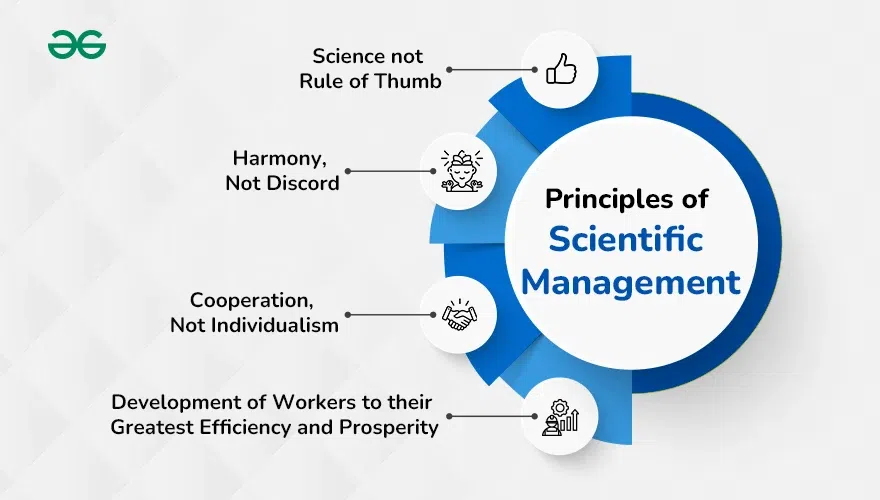 Science not
Rule of Thumb
Harmony,
Not Discord
Cooperation,
Not Individualism
Development of Workers to their
Greatest Efficiency and Prosperity
Principles of
Scientific
Management